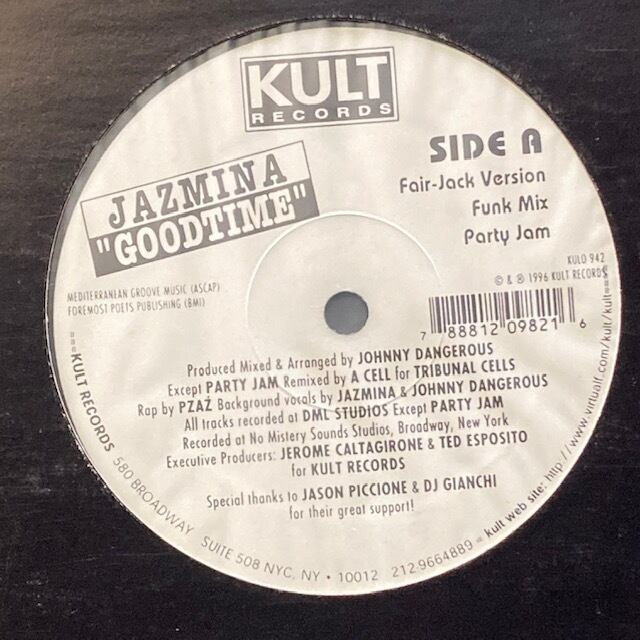 KULT
RECORDS
JAZMINA
"GOODTIME"
SIDE A
Fair-Jack Version
Funk Mix
Party Jam
KULD 942
© & ℗ 1996 KULT RECORDS
MEDITERRANEAN GROOVE MUSIC (ASCAP)
FOREMOST POETS PUBLISHING (BMI)
7 88812 09821 6
Produced Mixed & Arranged by JOHNNY DANGEROUS
Except PARTY JAM Remixed by A CELL for TRIBUNAL CELLS
Rap by PZAŻ Background vocals by JAZMINA & JOHNNY DANGEROUS
All tracks recorded at DML STUDIOS Except PARTY JAM
Recorded at No Mistery Sounds Studios, Broadway, New York
Executive Producers: JEROME CALTAGIRONE & TED ESPOSITO
for KULT RECORDS
Special thanks to JASON PICCIONE & DJ GIANCHI
for their great support!
KULT RECORDS 580 BROADWAY SUITE 508 NYC, NY • 10012 212-9664889 kult web site: http://www.virtualf.com/kult/kult